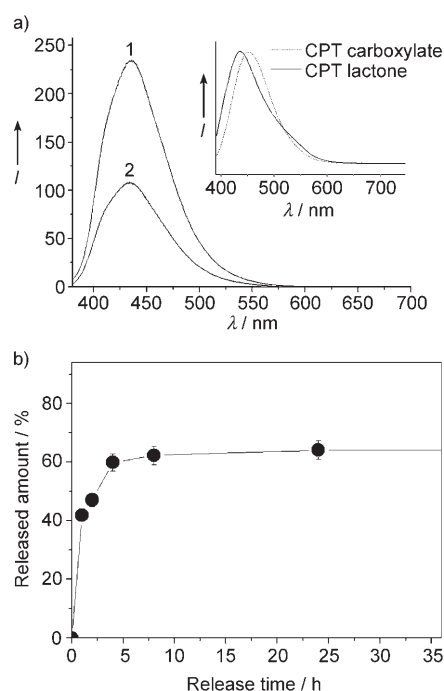 a)
250
200
150
100
50
0
I
1
2
400 450 500 550 600 650 700
λ / nm
I
CPT carboxylate
CPT lactone
400 500 600 700
λ / nm
b)
80
60
40
20
0
Released amount / %
0 5 10 15 20 25 30 35
Release time / h